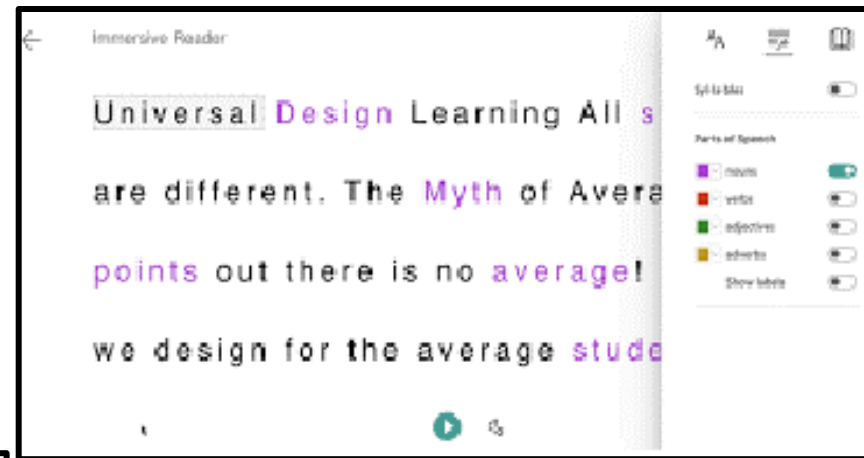 Immersive Reader
Universal Design Learning All s
are different. The Myth of Avera
points out there is no average!
we design for the average stude
Syllables
Parts of Speech
nouns
verbs
adjectives
adverbs
Show labels